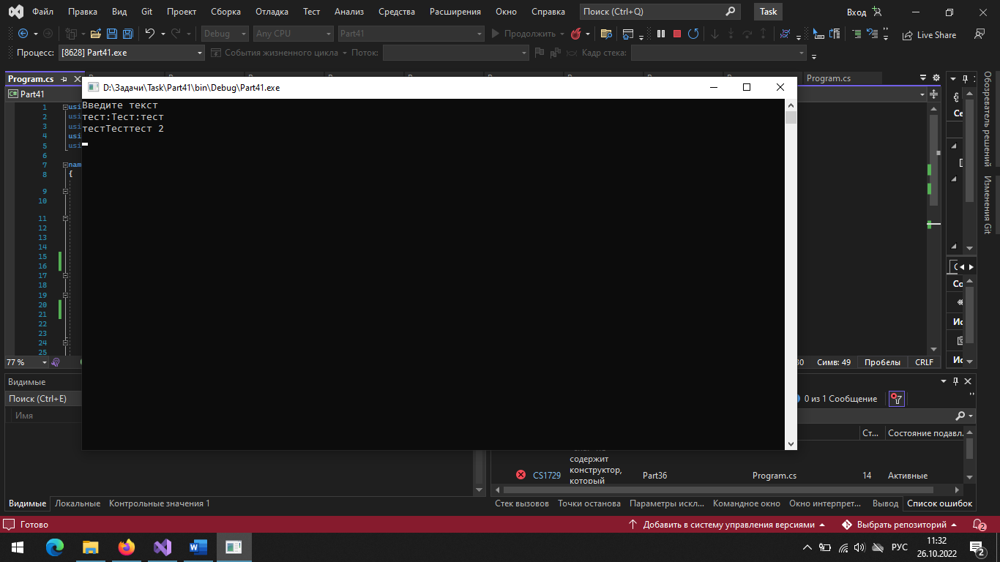 Файл Правка Вид Git Проект Сборка Отладка Тест Анализ Средства Расширения Окно Справка Поиск (Ctrl+Q) Task Вход
Debug Any CPU Part41 Продолжить Live Share
Процесс: [8628] Part41.exe События жизненного цикла Поток: Кадр стека:
Program.cs Program.cs
D:\Задачи\Task\Part41\bin\Debug\Part41.exe
Part41
Введите текст
тест:Тест:тест
тестТесттест 2
1 usi
2 usi
3 usi
4 usi
5 usi
6
7 nam
8 {
9
10
11
12
13
14
15
16
17
18
19
20
21
22
23
24
25
Обозреватель решений
Изменения Git
77 % Симв: 49 Пробелы CRLF
Видимые
Поиск (Ctrl+E) 0 из 1 Сообщение
Имя
Ст... Состояние подавл.
содержит
конструктор,
который
CS1729 Part36 Program.cs 14 Активные
Видимые Локальные Контрольные значения 1 Стек вызовов Точки останова Параметры искл... Командное окно Окно интерпрет... Вывод Список ошибок
Готово Добавить в систему управления версиями Выбрать репозиторий 2
РУС 11:32
26.10.2022 2